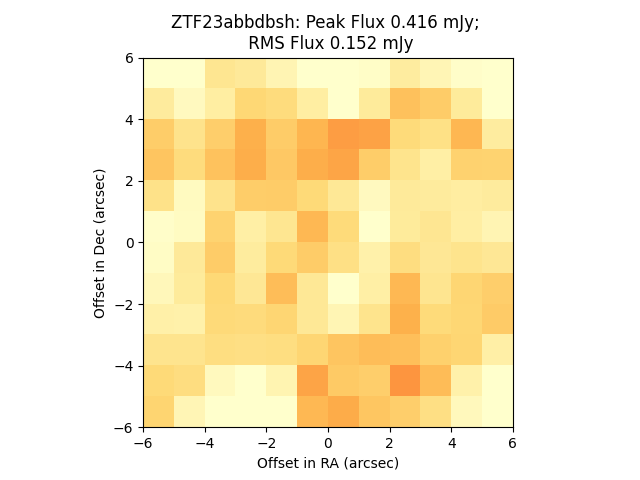 ZTF23abbdbsh: Peak Flux 0.416 mJy;
RMS Flux 0.152 mJy
6
4
2
0
−2
−4
−6
Offset in Dec (arcsec)
−6 −4 −2 0 2 4 6
Offset in RA (arcsec)